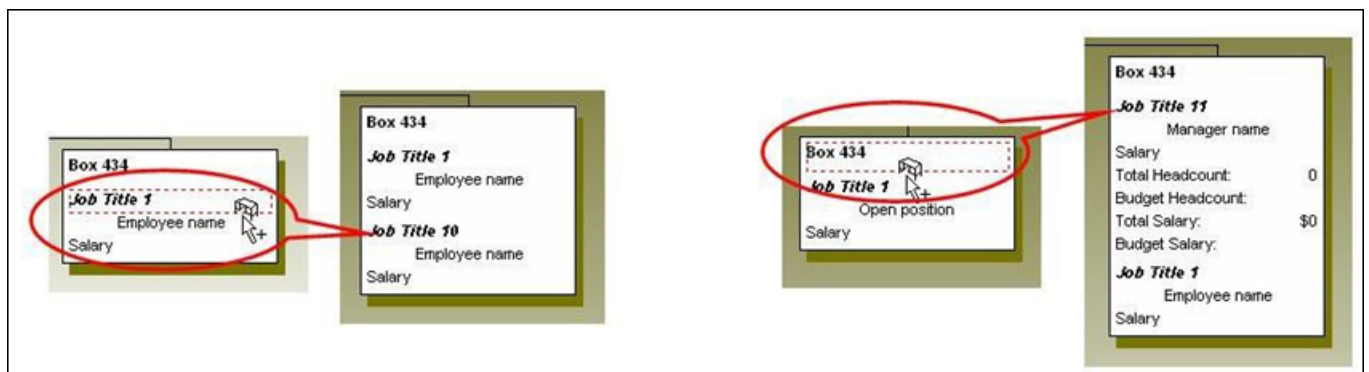 Box 434
Job Title 1
Employee name
Salary
Box 434
Job Title 1
Employee name
Salary
Job Title 10
Employee name
Salary
Box 434
Job Title 1
Open position
Salary
Box 434
Job Title 11
Manager name
Salary
Total Headcount: 0
Budget Headcount:
Total Salary: $0
Budget Salary:
Job Title 1
Employee name
Salary